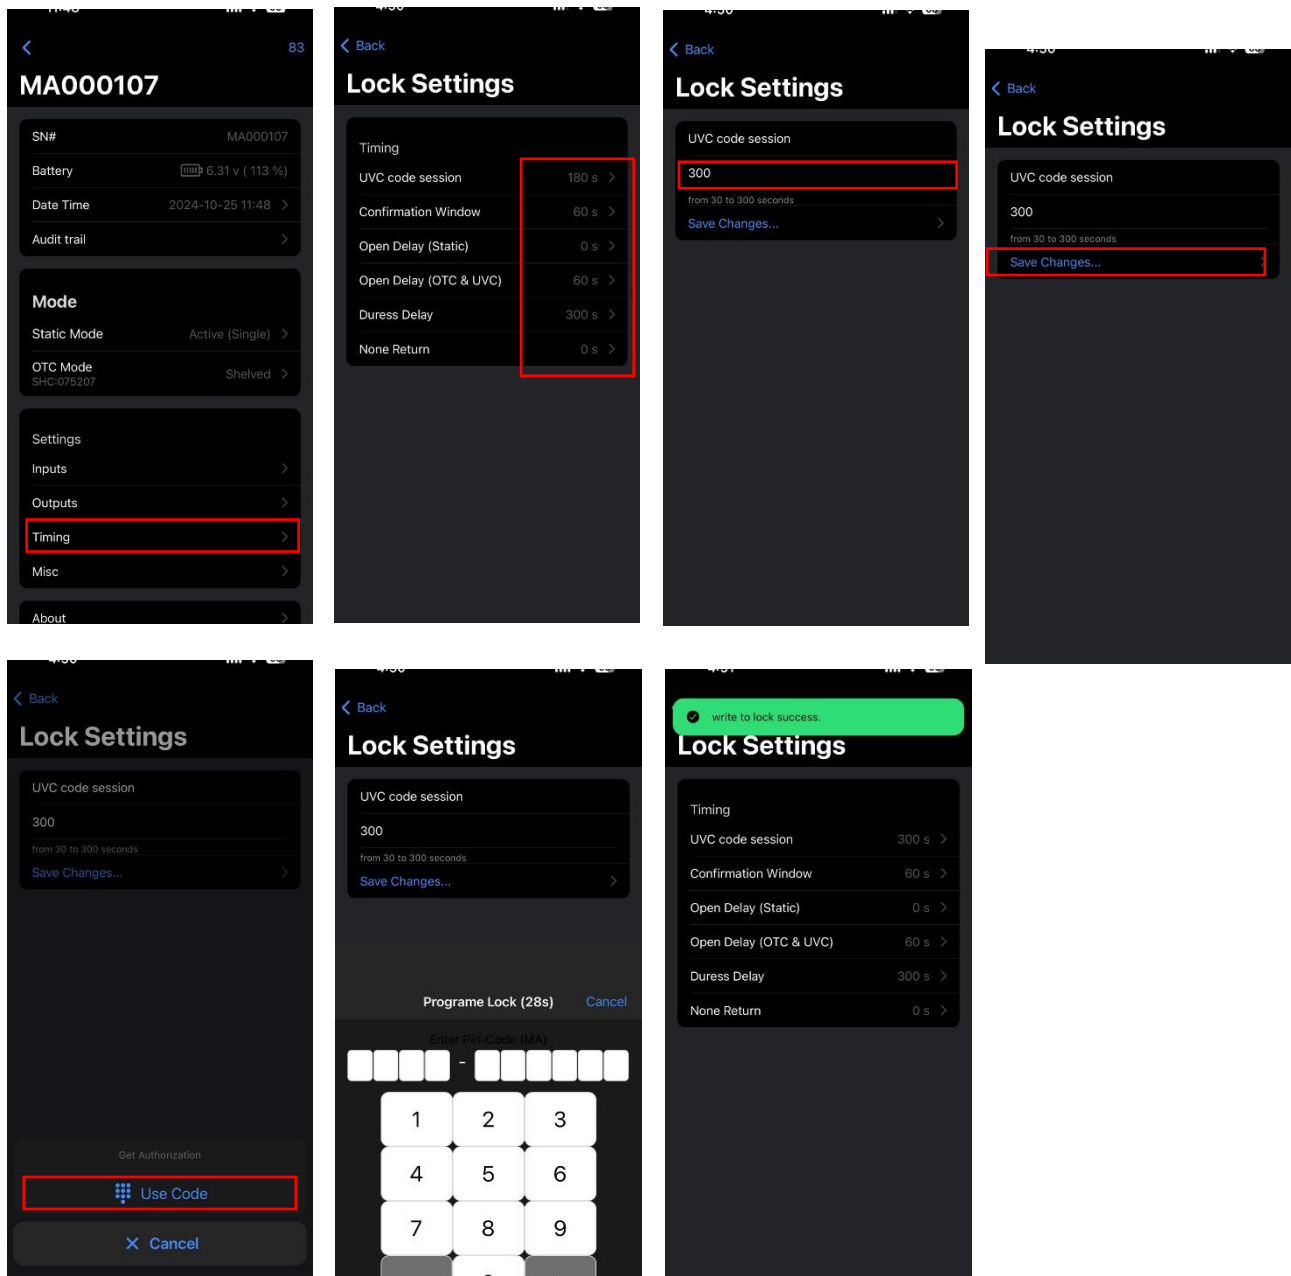 83
MA000107
SN# MA000107
Battery 6.31 v ( 113 %)
Date Time 2024-10-25 11:48
Audit trail
Mode
Static Mode Active (Single)
OTC Mode Shelved
SHC:075207
Settings
Inputs
Outputs
Timing
Misc
About
Back
Lock Settings
Timing
UVC code session 180 s
Confirmation Window 60 s
Open Delay (Static) 0 s
Open Delay (OTC & UVC) 60 s
Duress Delay 300 s
None Return 0 s
Back
Lock Settings
UVC code session
300
from 30 to 300 seconds
Save Changes...
Back
Lock Settings
UVC code session
300
from 30 to 300 seconds
Save Changes...
Back
Lock Settings
UVC code session
300
from 30 to 300 seconds
Save Changes...
Get Authorization
Use Code
Cancel
Back
Lock Settings
UVC code session
300
from 30 to 300 seconds
Save Changes...
Programe Lock (28s) Cancel
Enter Pin-Code (MA)
-
1 2 3
4 5 6
7 8 9
write to lock success.
Lock Settings
Timing
UVC code session 300 s
Confirmation Window 60 s
Open Delay (Static) 0 s
Open Delay (OTC & UVC) 60 s
Duress Delay 300 s
None Return 0 s